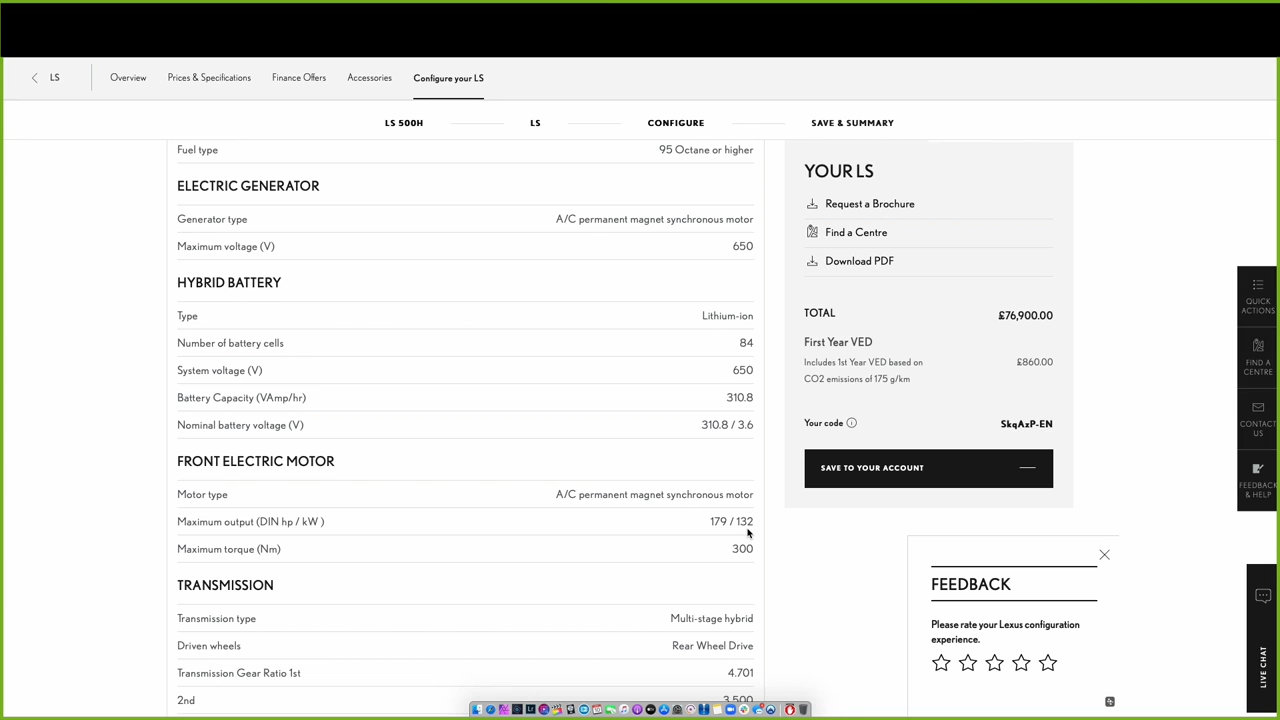 LS
Overview
Prices & Specifications
Finance Offers
Accessories
Configure your LS
LS 500H
LS
CONFIGURE
SAVE & SUMMARY
Fuel type 95 Octane or higher
ELECTRIC GENERATOR
Generator type A/C permanent magnet synchronous motor
Maximum voltage (V) 650
HYBRID BATTERY
Type Lithium-ion
Number of battery cells 84
System voltage (V) 650
Battery Capacity (VAmp/hr) 310.8
Nominal battery voltage (V) 310.8 / 3.6
FRONT ELECTRIC MOTOR
Motor type A/C permanent magnet synchronous motor
Maximum output (DIN hp / kW ) 179 / 132
Maximum torque (Nm) 300
TRANSMISSION
Transmission type Multi-stage hybrid
Driven wheels Rear Wheel Drive
Transmission Gear Ratio 1st 4.701
2nd 3.500
YOUR LS
Request a Brochure
Find a Centre
Download PDF
TOTAL £76,900.00
First Year VED
Includes 1st Year VED based on £860.00
CO2 emissions of 175 g/km
Your code SkqAzP-EN
SAVE TO YOUR ACCOUNT
FEEDBACK
Please rate your Lexus configuration
experience.
QUICK
ACTIONS
FIND A
CENTRE
CONTACT
US
FEEDBACK
& HELP
LIVE CHAT